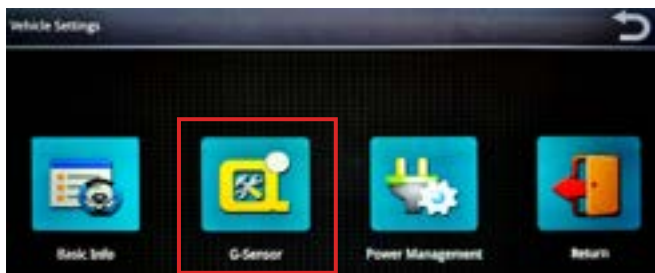 Vehicle Settings
Basic Info
G-Sensor
Power Management
Return